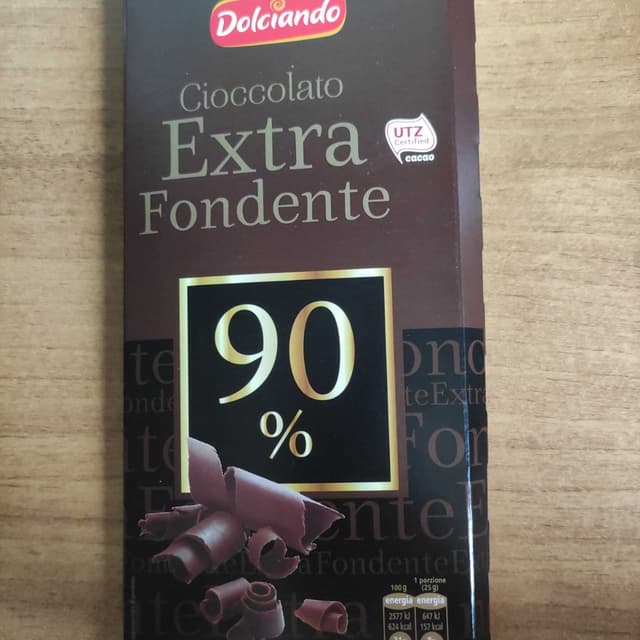 Dolciando
Cioccolato
Extra
Fondente
UTZ
Certified
cacao
90
%
100 g
1 porzione
(25 g)
energia
energia
2577 kJ
624 kcal
647 kJ
157 kcal